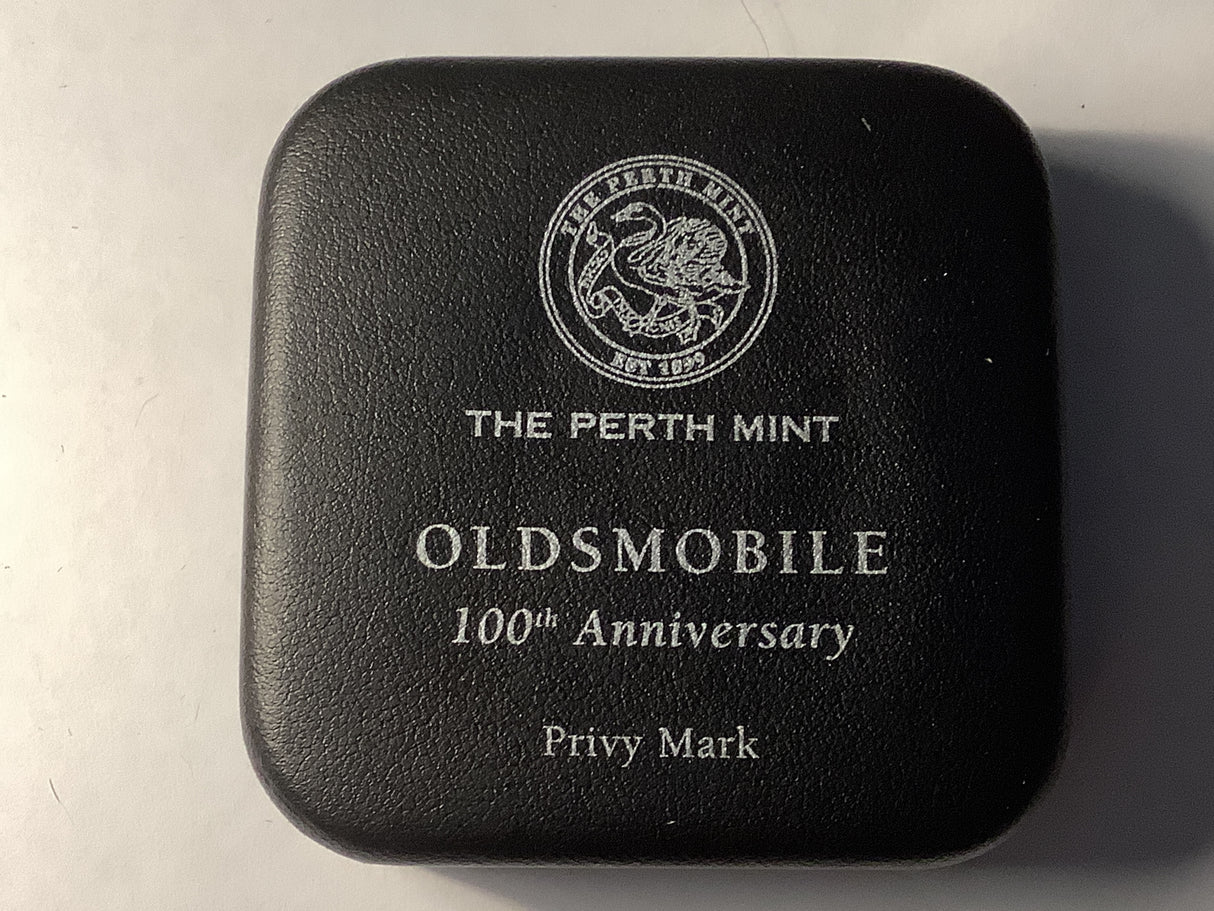 THE PERTH MINT
EST 1899
THE PERTH MINT
OLDSMOBILE
100th Anniversary
Privy Mark